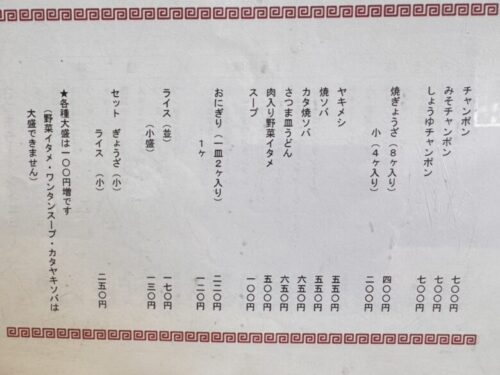 チャンポン 七〇〇円
みそチャンポン 七〇〇円
しょうゆチャンポン 七〇〇円
焼ぎょうざ（８ヶ入り） 四〇〇円
小（４ヶ入り） 二〇〇円
ヤキメシ 五五〇円
焼ソバ 五五〇円
カタ焼ソバ 六五〇円
さつま皿うどん 六五〇円
肉入り野菜イタメ 五〇〇円
スープ 一〇〇円
おにぎり（一皿２ヶ入り） 二二〇円
１ヶ 一二〇円
ライス（並） 一七〇円
（小盛） 一三〇円
セット ぎょうざ（小）
ライス（小） 二五〇円
★各種大盛は一〇〇円増です
（野菜イタメ・ワンタンスープ・カタヤキソバは
大盛できません）